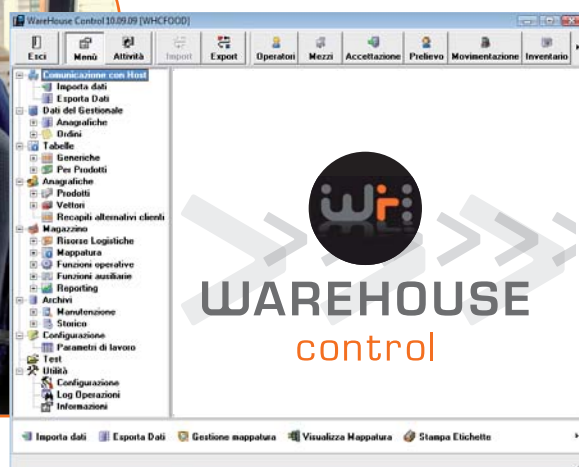 WareHouse Control 10.09.09 [WHCFOOD]
Esci Menù Attività Import Export Operatori Mezzi Accettazione Prelievo Movimentazione Inventario
Comunicazione con Host
Importa dati
Esporta Dati
Dati del Gestionale
Anagrafiche
Ordini
Tabelle
Generiche
Per Prodotti
Anagrafiche
Prodotti
Vettori
Recapiti alternativi clienti
Magazzino
Risorse Logistiche
Mappatura
Funzioni operative
Funzioni ausiliarie
Reporting
Archivi
Manutenzione
Storico
Configurazione
Parametri di lavoro
Test
Utilità
Configurazione
Log Operazioni
Informazioni
wr
WAREHOUSE
control
Importa dati Esporta Dati Gestione mappatura Visualizza Mappatura Stampa Etichette